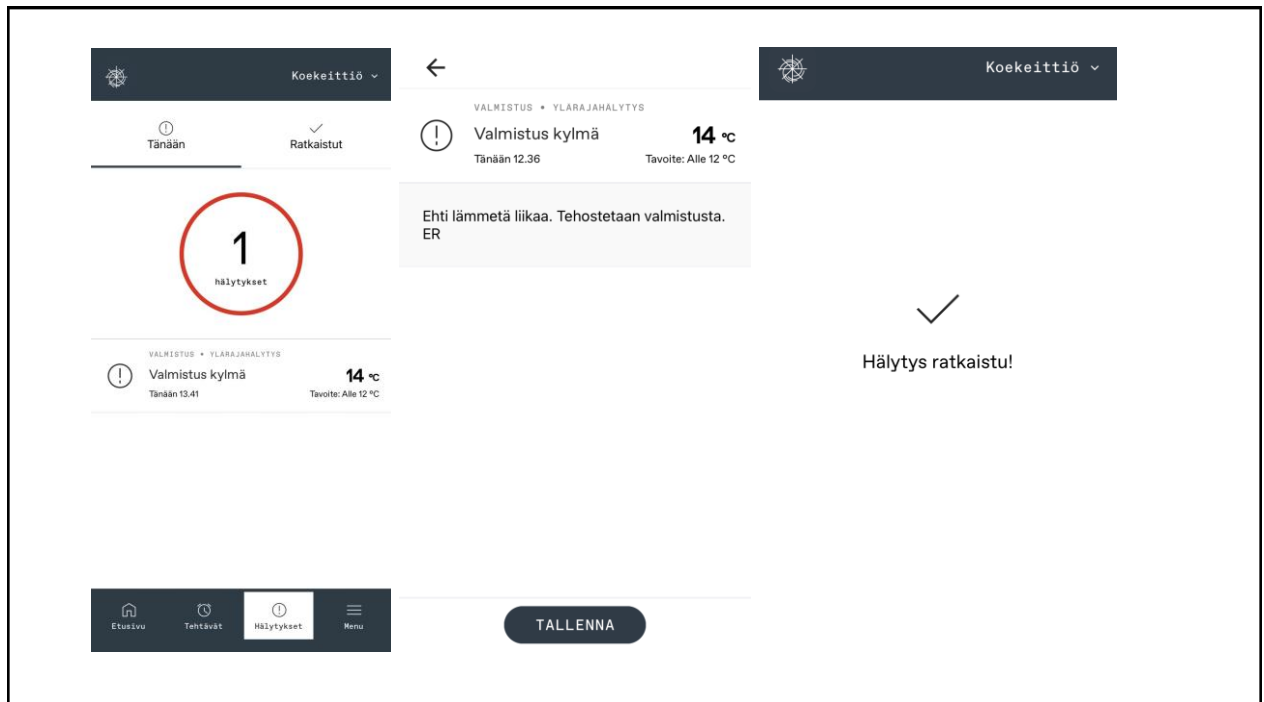 Koekeittiö
Tänään
Ratkaistut
1
hälytykset
VALMISTUS • YLÄRAJAHÄLYTYS
Valmistus kylmä
14 °C
Tänään 13.41
Tavoite: Alle 12 °C
Etusivu
Tehtävät
Hälytykset
Menu
VALMISTUS • YLÄRAJAHÄLYTYS
Valmistus kylmä
14 °C
Tänään 12.36
Tavoite: Alle 12 °C
Ehti lämmetä liikaa. Tehostetaan valmistusta.
ER
TALLENNA
Koekeittiö
Hälytys ratkaistu!